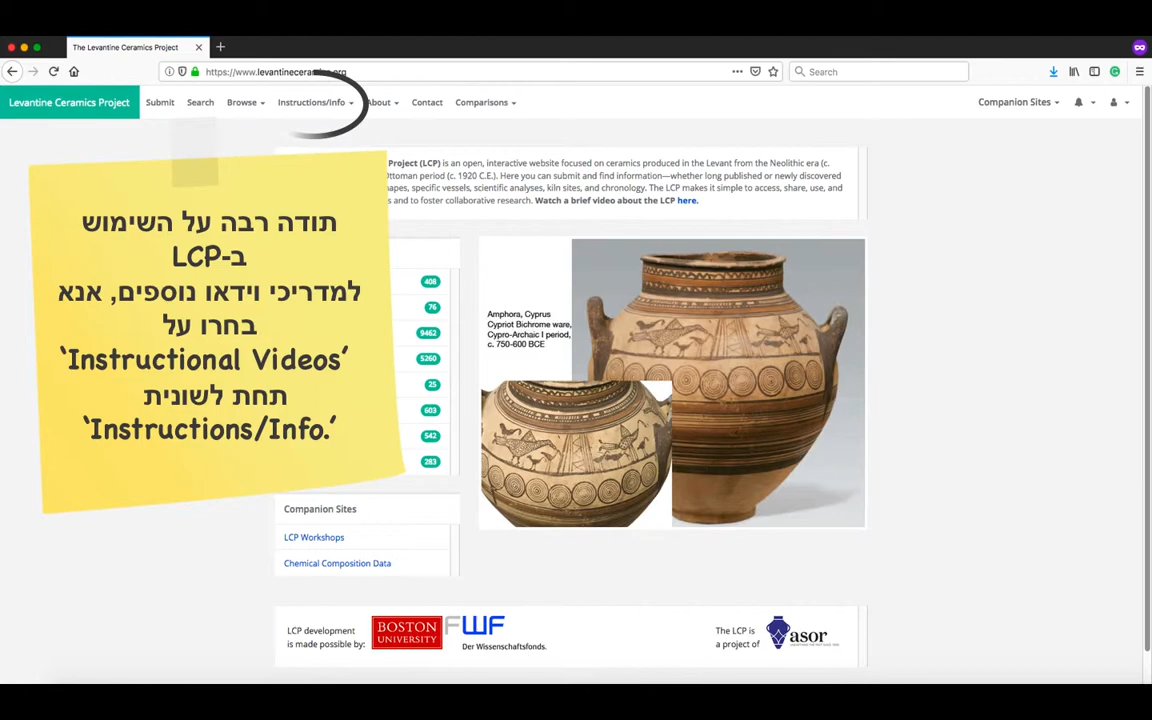 The Levantine Ceramics Project
https://www.levantineceramics.org
Search
Levantine Ceramics Project
Submit
Search
Browse
Instructions/Info
About
Contact
Comparisons
Companion Sites
תודה רבה על השימוש
ב-LCP
למדריכי וידאו נוספים, אנא
בחרו על
‘Instructional Videos’
תחת לשונית
‘Instructions/Info.’
Project (LCP) is an open, interactive website focused on ceramics produced in the Levant from the Neolithic era (c.
Ottoman period (c. 1920 C.E.). Here you can submit and find information—whether long published or newly discovered
specific vessels, scientific analyses, kiln sites, and chronology. The LCP makes it simple to access, share, use, and
and to foster collaborative research. Watch a brief video about the LCP here.
408
76
9462
5260
25
603
542
283
Amphora, Cyprus
Cypriot Bichrome ware,
Cypro-Archaic I period,
c. 750-600 BCE
Companion Sites
LCP Workshops
Chemical Composition Data
LCP development
is made possible by:
BOSTON
UNIVERSITY
FWF
Der Wissenschaftsfonds.
The LCP is
a project of
asor